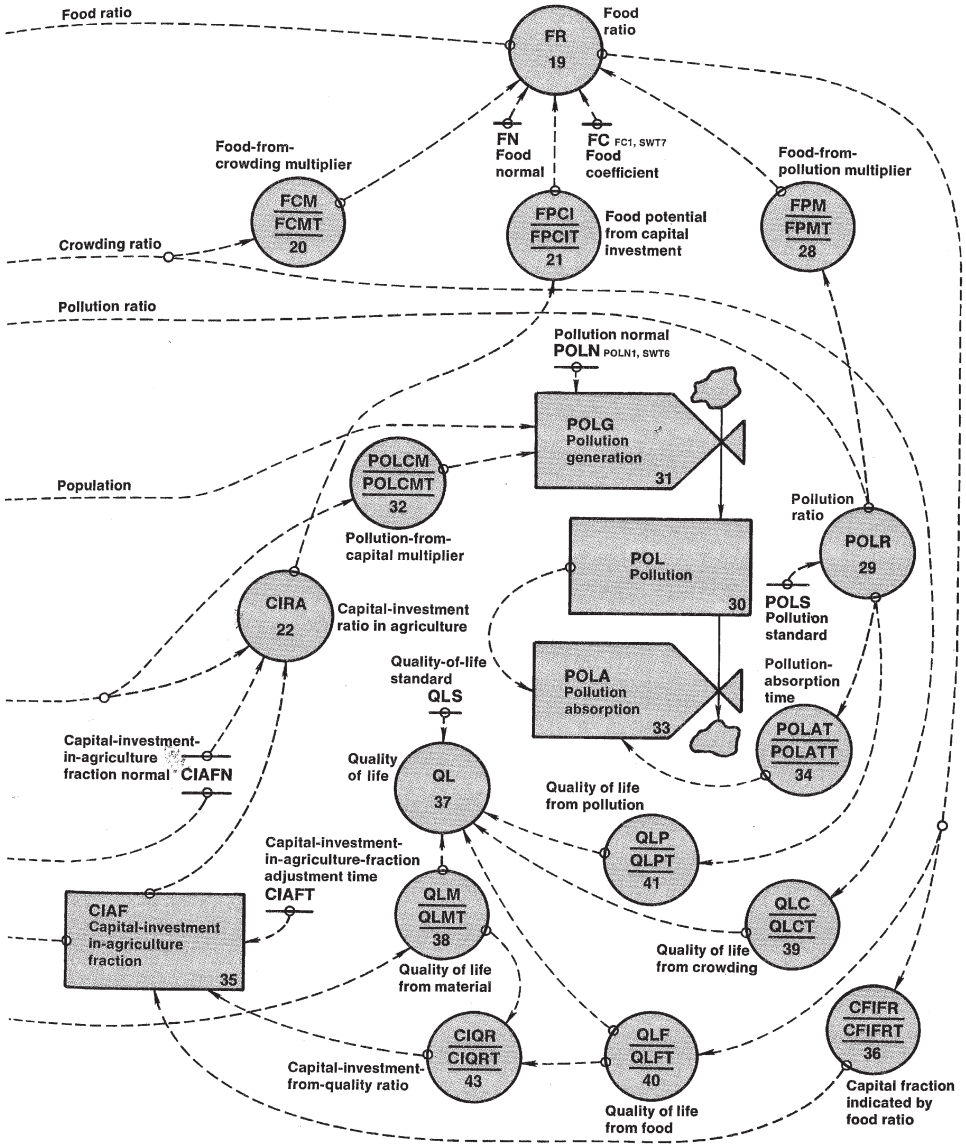 Food ratio
FR
19
Food
ratio
FN
Food
normal
FC FC1, SWT7
Food
coefficient
Food-from-
crowding multiplier
FCM
FCMT
20
FPCI
FPCIT
21
Food potential
from capital
investment
Food-from-
pollution multiplier
FPM
FPMT
28
Crowding ratio
Pollution ratio
Pollution normal
POLN POLN1, SWT6
POLG
Pollution
generation
31
POLCM
POLCMT
32
Pollution-from-
capital multiplier
Population
Pollution
ratio
POLR
29
POL
Pollution
30
POLS
Pollution
standard
CIRA
22
Capital-investment
ratio in agriculture
Quality-of-life
standard
QLS
POLA
Pollution
absorption
33
Pollution-
absorption
time
POLAT
POLATT
34
Capital-investment-
in-agriculture
fraction normal
CIAFN
Quality
of life
QL
37
Quality of life
from pollution
QLP
QLPT
41
Capital-investment-
in-agriculture-fraction
adjustment time
CIAFT
CIAF
Capital-investment
in-agriculture
fraction
35
QLM
QLMT
38
Quality of life
from material
QLC
QLCT
39
Quality of life
from crowding
CIQR
CIQRT
43
Capital-investment-
from-quality ratio
QLF
QLFT
40
Quality of life
from food
CFIFR
CFIFRT
36
Capital fraction
indicated by
food ratio